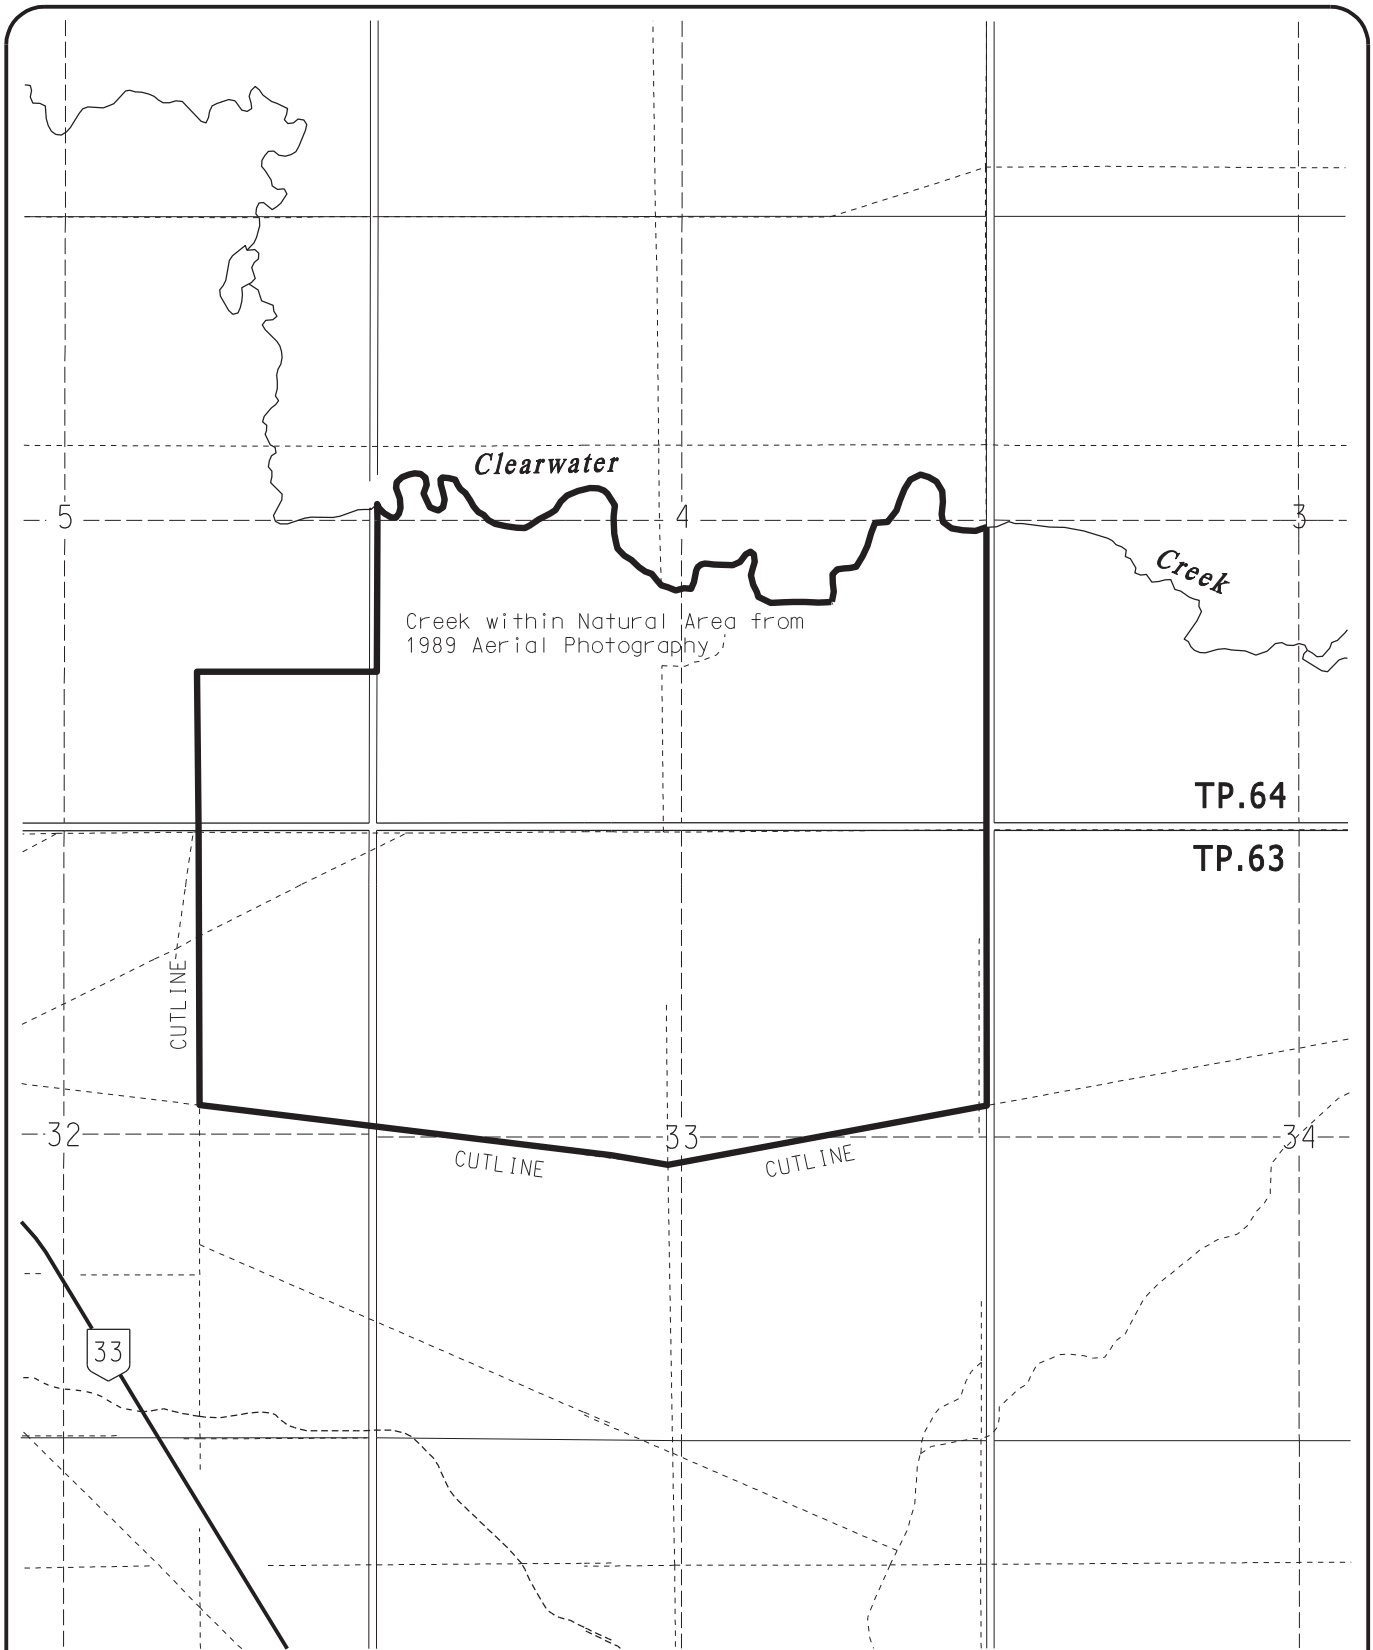 Clearwater
5
4
3
Creek
Creek within Natural Area from
1989 Aerial Photography
TP.64
TP.63
CUTLINE
32
33
34
CUTLINE
CUTLINE
33